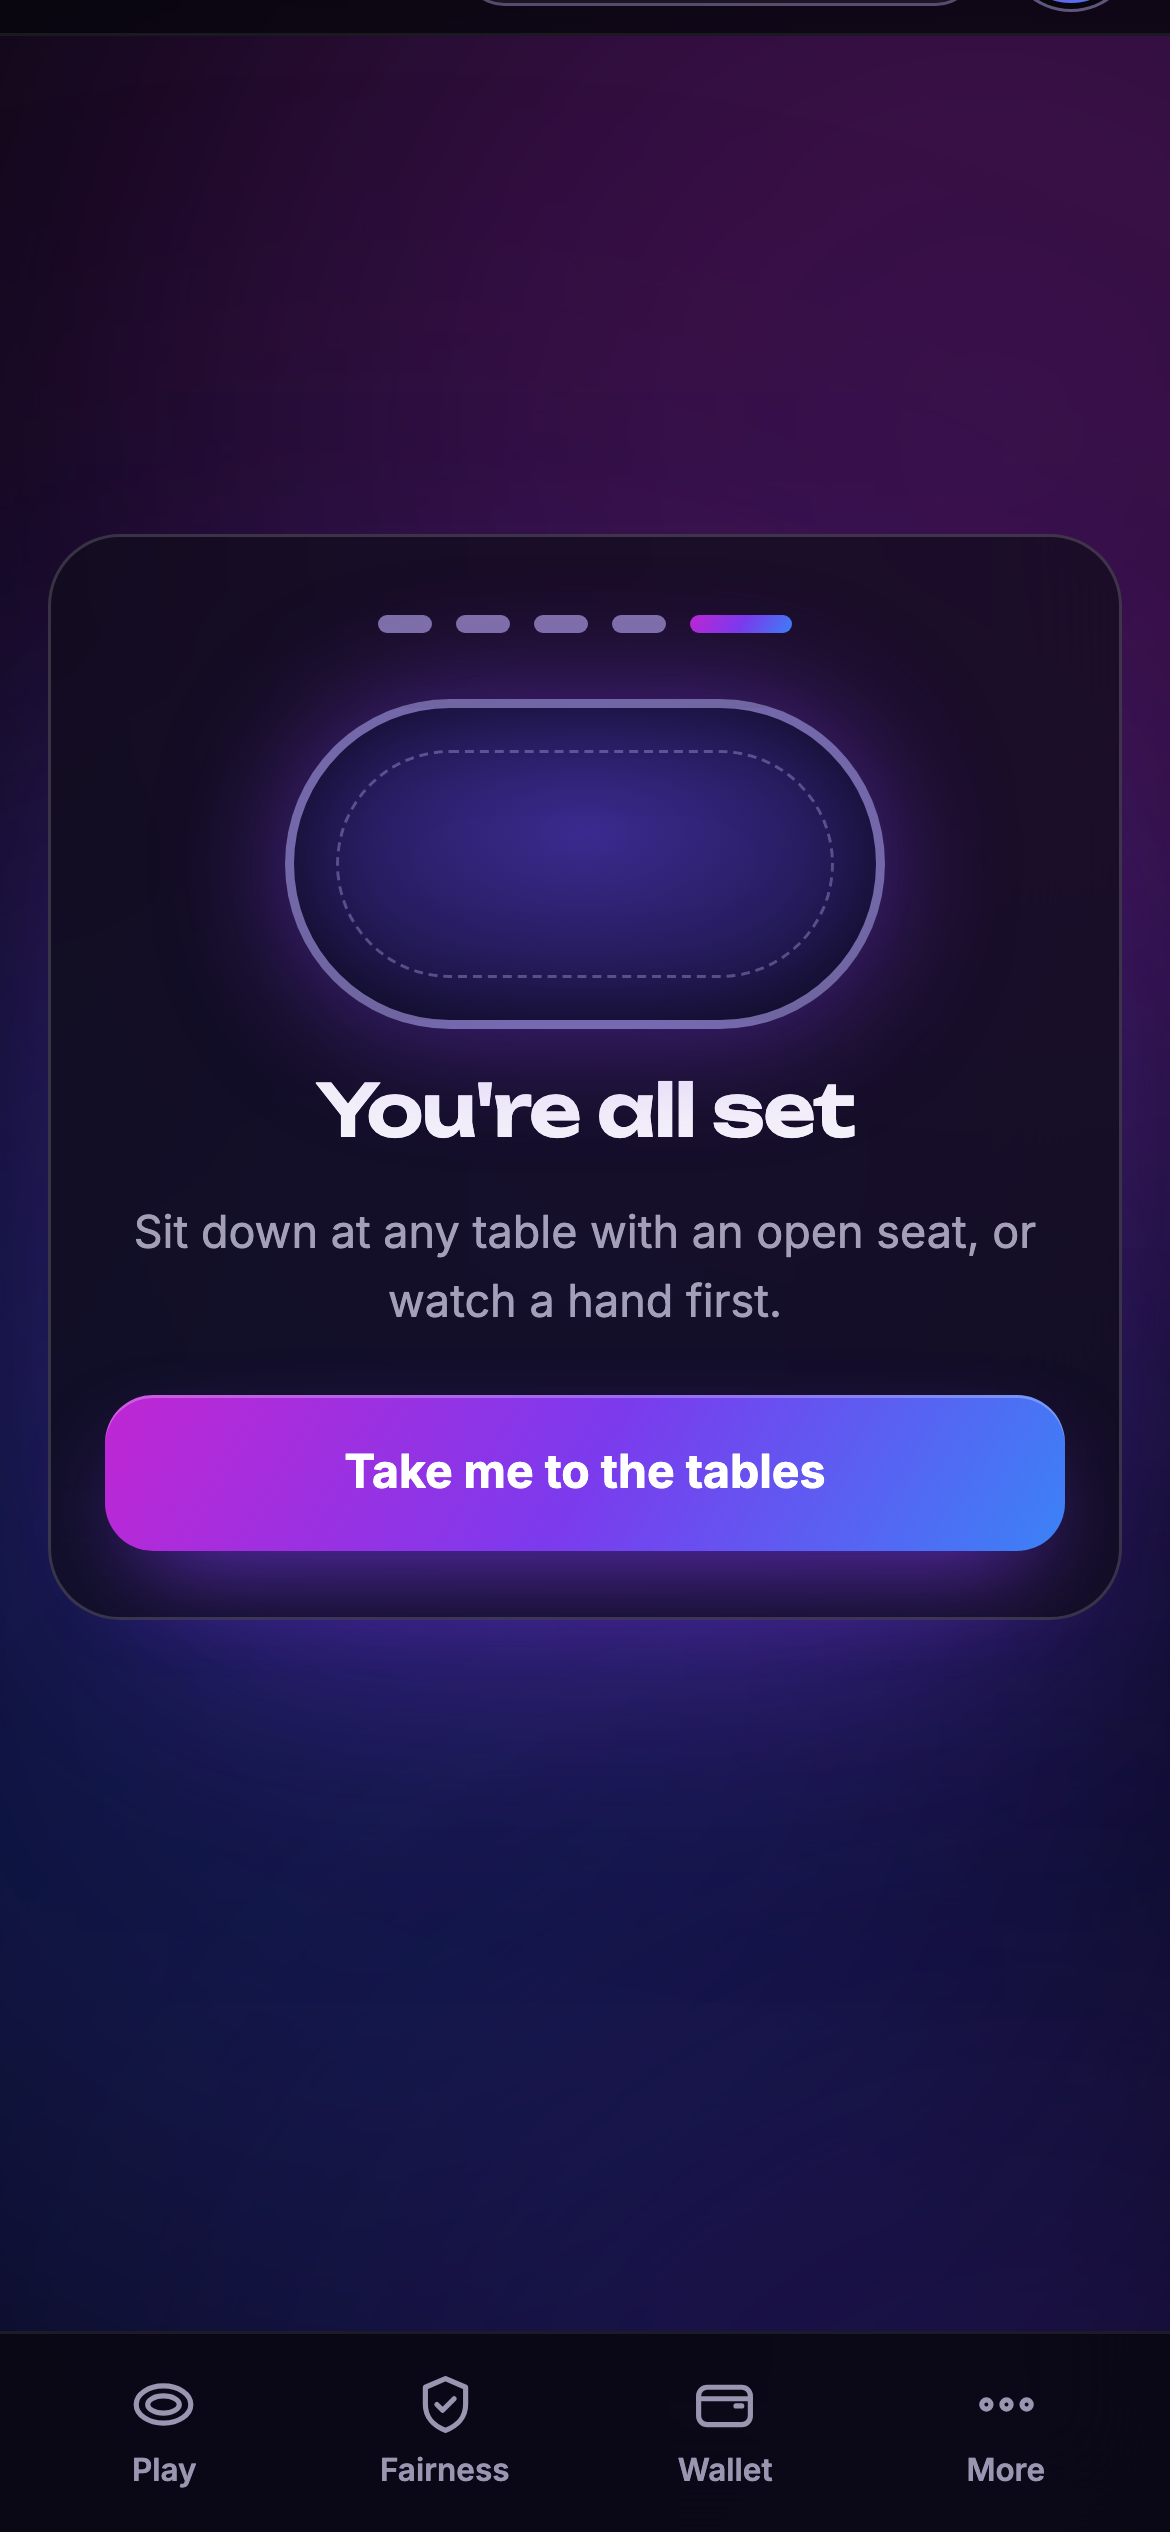 You're all set
Sit down at any table with an open seat, or
watch a hand first.
Take me to the tables
Play
Fairness
Wallet
More